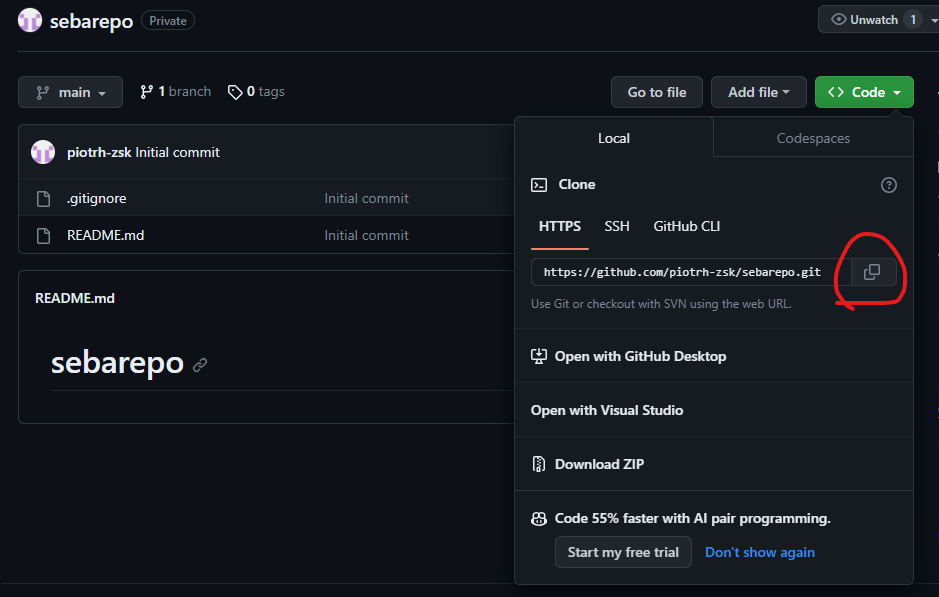 sebarepo Private
Unwatch 1
main 1 branch 0 tags Go to file Add file Code
piotrh-zsk Initial commit
.gitignore Initial commit
README.md Initial commit
README.md
sebarepo
Local Codespaces
Clone
HTTPS SSH GitHub CLI
https://github.com/piotrh-zsk/sebarepo.git
Use Git or checkout with SVN using the web URL.
Open with GitHub Desktop
Open with Visual Studio
Download ZIP
Code 55% faster with AI pair programming.
Start my free trial Don't show again